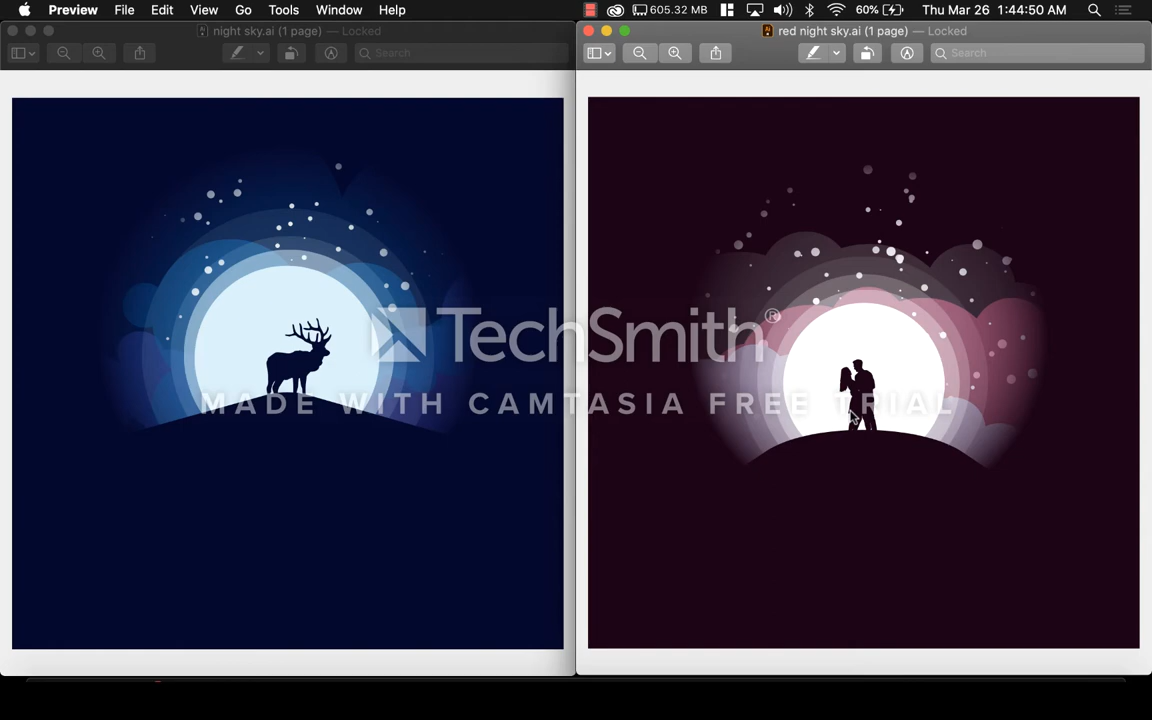 Preview File Edit View Go Tools Window Help 605.32 MB 60% Thu Mar 26 1:44:50 AM
night sky.ai (1 page) — Locked
Search
red night sky.ai (1 page) — Locked
Search
TechSmith®
MADE WITH CAMTASIA FREE TRIAL